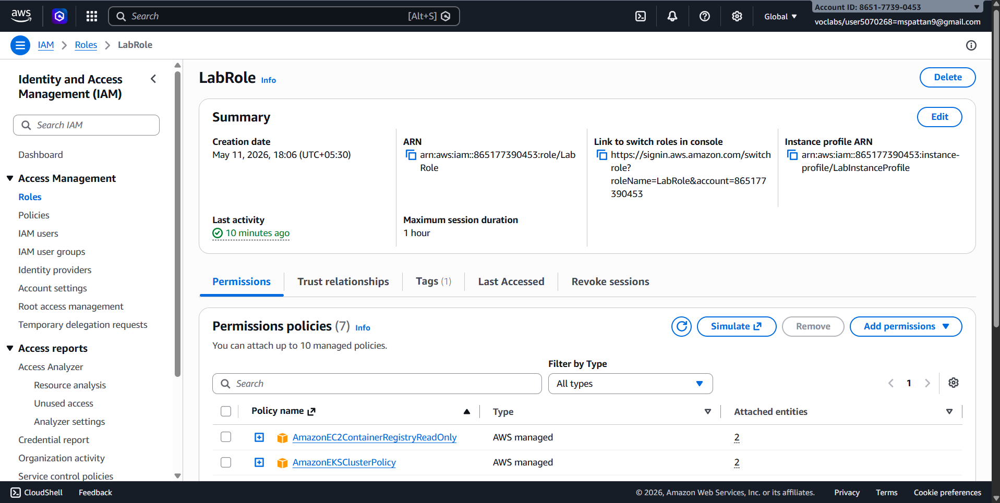 aws
Search
[Alt+S]
Global
Account ID: 8651-7739-0453
voclabs/user5070268=mspattan9@gmail.com
IAM
Roles
LabRole
Identity and Access
Management (IAM)
Search IAM
Dashboard
Access Management
Roles
Policies
IAM users
IAM user groups
Identity providers
Account settings
Root access management
Temporary delegation requests
Access reports
Access Analyzer
Resource analysis
Unused access
Analyzer settings
Credential report
Organization activity
Service control policies
LabRole Info
Delete
Summary
Edit
Creation date
May 11, 2026, 18:06 (UTC+05:30)
ARN
arn:aws:iam::865177390453:role/Lab
Role
Link to switch roles in console
https://signin.aws.amazon.com/switch
role?
roleName=LabRole&account=865177
390453
Instance profile ARN
arn:aws:iam::865177390453:instance-
profile/LabInstanceProfile
Last activity
10 minutes ago
Maximum session duration
1 hour
Permissions
Trust relationships
Tags (1)
Last Accessed
Revoke sessions
Permissions policies (7) Info
Simulate
Remove
Add permissions
You can attach up to 10 managed policies.
Filter by Type
Search
All types
1
Policy name
Type
Attached entities
AmazonEC2ContainerRegistryReadOnly
AWS managed
2
AmazonEKSClusterPolicy
AWS managed
2
CloudShell
Feedback
© 2026, Amazon Web Services, Inc. or its affiliates.
Privacy
Terms
Cookie preferences